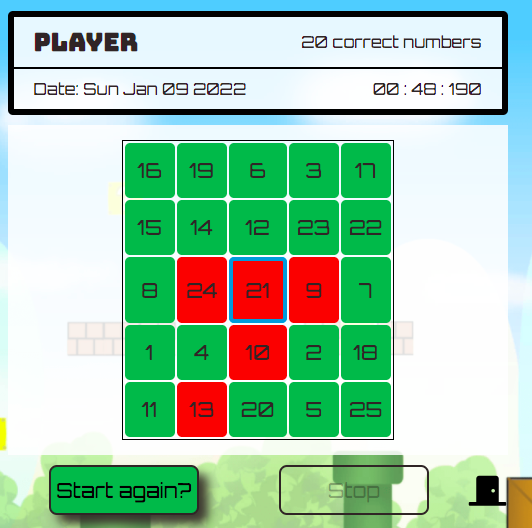 PLAYER 20 correct numbers
Date: Sun Jan 09 2022 00 : 48 : 190
16 19 6 3 17
15 14 12 23 22
8 24 21 9 7
1 4 10 2 18
11 13 20 5 25
Start again? Stop